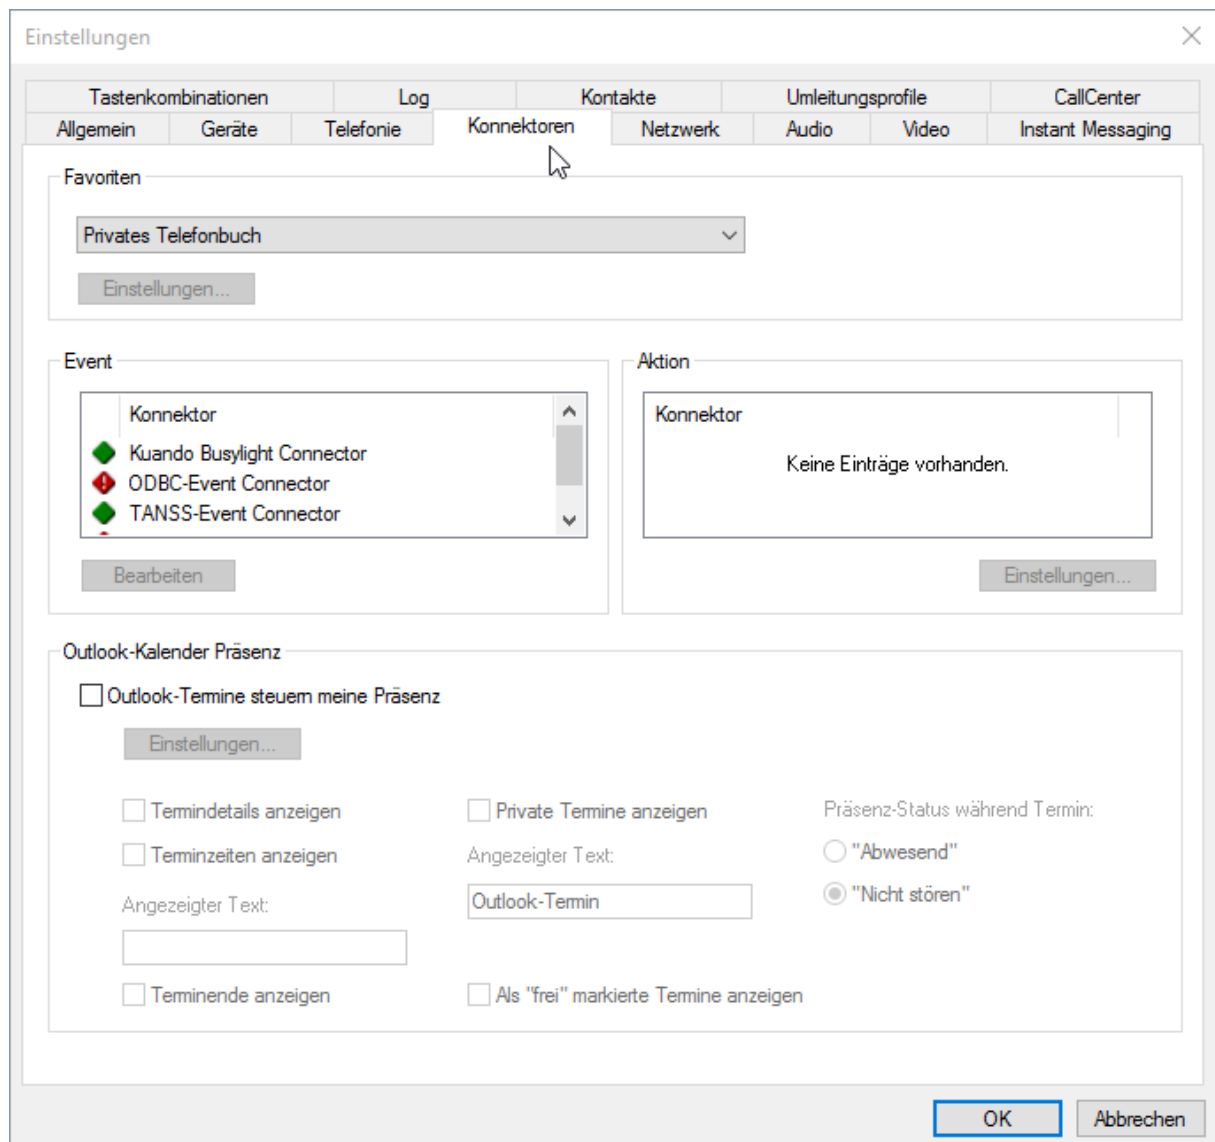 Einstellungen
Tastenkombinationen Log Kontakte Umleitungsprofile CallCenter
Allgemein Geräte Telefonie Konnektoren Netzwerk Audio Video Instant Messaging
Favoriten
Privates Telefonbuch
Einstellungen...
Event
Konnektor
Kuando Busylight Connector
ODBC-Event Connector
TANSS-Event Connector
Bearbeiten
Aktion
Konnektor
Keine Einträge vorhanden.
Einstellungen...
Outlook-Kalender Präsenz
Outlook-Termine steuern meine Präsenz
Einstellungen...
Termindetails anzeigen
Terminzeiten anzeigen
Angezeigter Text:
Terminende anzeigen
Private Termine anzeigen
Angezeigter Text:
Outlook-Termin
Als "frei" markierte Termine anzeigen
Präsenz-Status während Termin:
"Abwesend"
"Nicht stören"
OK Abbrechen